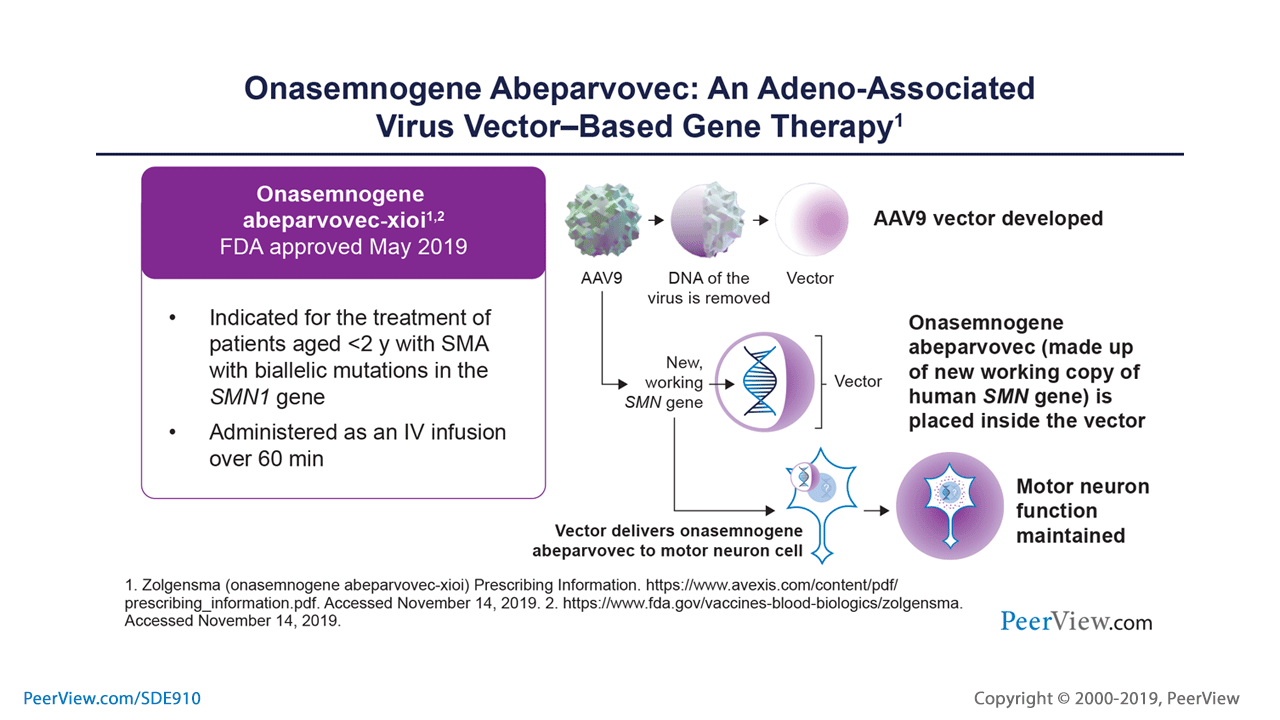 Onasemnogene Abeparvovec: An Adeno-Associated
Virus Vector–Based Gene Therapy¹
Onasemnogene
abeparvovec-xioi¹,²
FDA approved May 2019
• Indicated for the treatment of
patients aged <2 y with SMA
with biallelic mutations in the
SMN1 gene
• Administered as an IV infusion
over 60 min
AAV9
DNA of the
virus is removed
Vector
AAV9 vector developed
New,
working
SMN gene
Vector
Onasemnogene
abeparvovec (made up
of new working copy of
human SMN gene) is
placed inside the vector
Vector delivers onasemnogene
abeparvovec to motor neuron cell
Motor neuron
function
maintained
1. Zolgensma (onasemnogene abeparvovec-xioi) Prescribing Information. https://www.avexis.com/content/pdf/
prescribing_information.pdf. Accessed November 14, 2019. 2. https://www.fda.gov/vaccines-blood-biologics/zolgensma.
Accessed November 14, 2019.
PeerView.com
PeerView.com/SDE910
Copyright © 2000-2019, PeerView